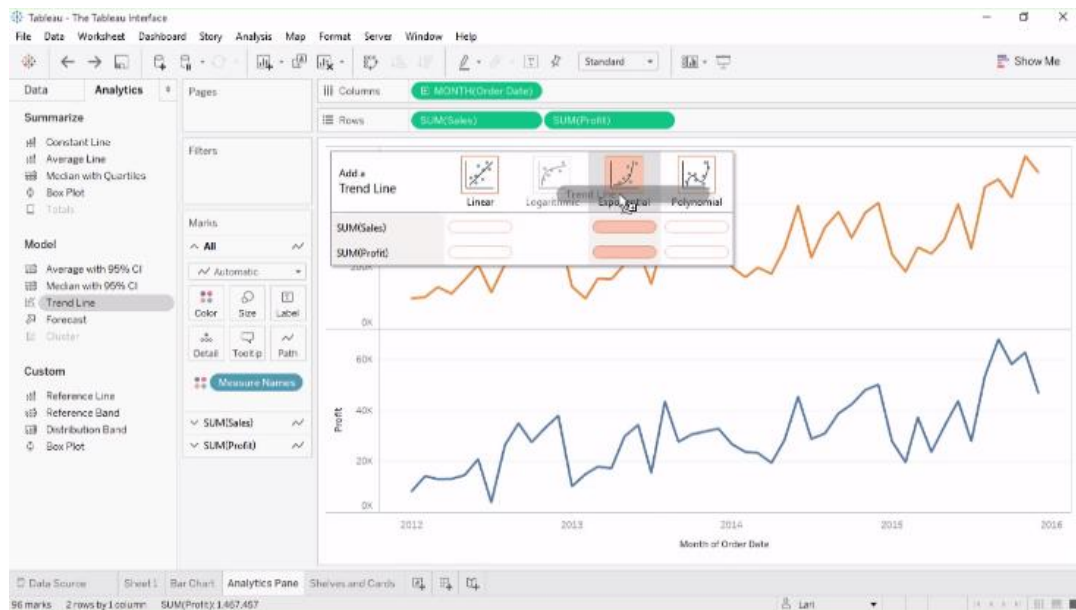 Tableau - The Tableau Interface
File Data Worksheet Dashboard Story Analysis Map Format Server Window Help
Standard
Show Me
Data Analytics
Pages
Columns
MONTH(Order Date)
Rows
SUM(Sales)
SUM(Profit)
Summarize
Constant Line
Average Line
Median with Quartiles
Box Plot
Totals
Model
Average with 95% CI
Median with 95% CI
Trend Line
Forecast
Cluster
Custom
Reference Line
Reference Band
Distribution Band
Box Plot
Filters
Marks
All
Automatic
Color Size Label
Detail Tooltip Path
Measure Names
SUM(Sales)
SUM(Profit)
Add a
Trend Line
Linear Logarithmic Exponential Polynomial
Trend Line
SUM(Sales)
SUM(Profit)
200K
0K
60K
40K
20K
0K
Profit
2012 2013 2014 2015 2016
Month of Order Date
Data Source Sheet 1 Bar Chart Analytics Pane Shelves and Cards
96 marks 2 rows by 1 column SUM(Profit): 1,467,457
Lari